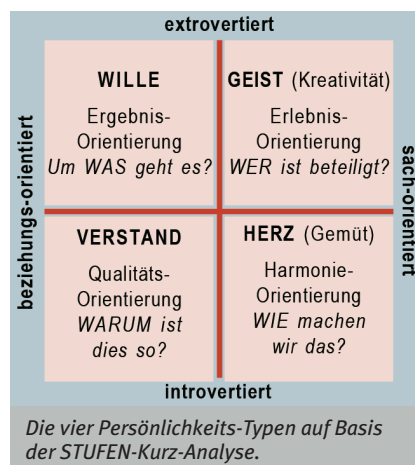 extrovertiert
beziehungs-orientiert
WILLE
Ergebnis-
Orientierung
Um WAS geht es?
GEIST (Kreativität)
Erlebnis-
Orientierung
WER ist beteiligt?
sach-orientiert
VERSTAND
Qualitäts-
Orientierung
WARUM ist
dies so?
HERZ (Gemüt)
Harmonie-
Orientierung
WIE machen
wir das?
introvertiert
Die vier Persönlichkeits-Typen auf Basis
der STUFEN-Kurz-Analyse.